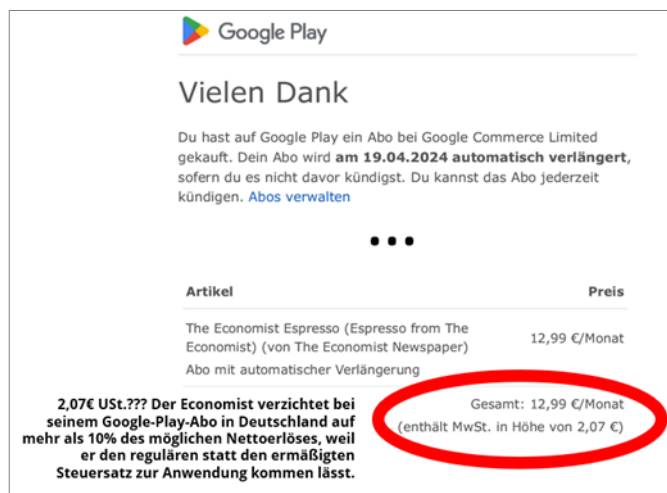 Google Play
Vielen Dank
Du hast auf Google Play ein Abo bei Google Commerce Limited
gekauft. Dein Abo wird am 19.04.2024 automatisch verlängert,
sofern du es nicht davor kündigst. Du kannst das Abo jederzeit
kündigen. Abos verwalten
...
Artikel Preis
The Economist Espresso (Espresso from The
Economist) (von The Economist Newspaper) 12,99 €/Monat
Abo mit automatischer Verlängerung
Gesamt: 12,99 €/Monat
(enthält MwSt. in Höhe von 2,07 €)
2,07€ USt.??? Der Economist verzichtet bei
seinem Google-Play-Abo in Deutschland auf
mehr als 10% des möglichen Nettoerlöses, weil
er den regulären statt den ermäßigten
Steuersatz zur Anwendung kommen lässt.